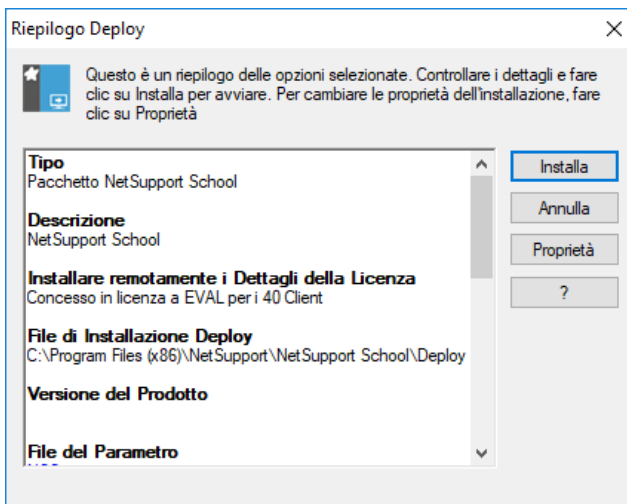 Riepilogo Deploy
Questo è un riepilogo delle opzioni selezionate. Controllare i dettagli e fare
clic su Installa per avviare. Per cambiare le proprietà dell'installazione, fare
clic su Proprietà
Tipo
Pacchetto NetSupport School
Descrizione
NetSupport School
Installare remotamente i Dettagli della Licenza
Concesso in licenza a EVAL per i 40 Client
File di Installazione Deploy
C:\Program Files (x86)\NetSupport\NetSupport School\Deploy
Versione del Prodotto
File del Parametro
Installa
Annulla
Proprietà
?